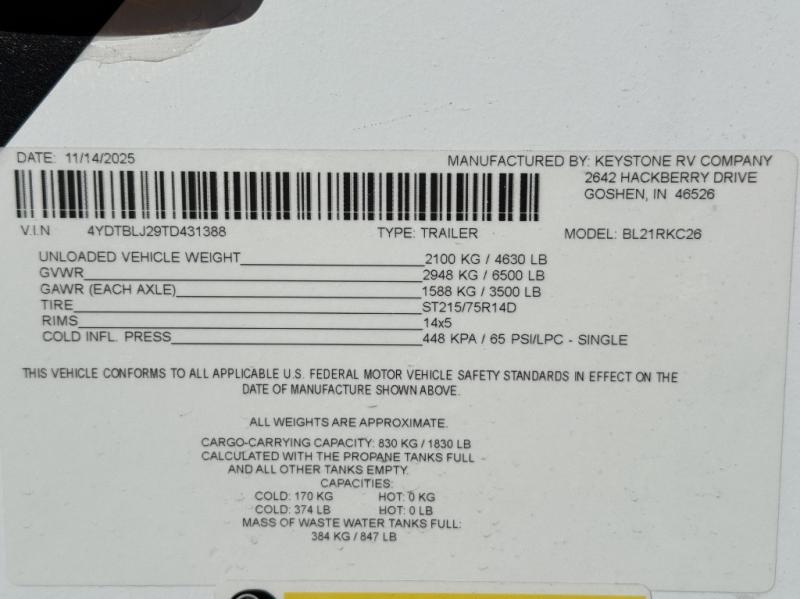 DATE: 11/14/2025
MANUFACTURED BY: KEYSTONE RV COMPANY
2642 HACKBERRY DRIVE
GOSHEN, IN 46526
V.I.N 4YDTBLJ29TD431388 TYPE: TRAILER MODEL: BL21RKC26
UNLOADED VEHICLE WEIGHT 2100 KG / 4630 LB
GVWR 2948 KG / 6500 LB
GAWR (EACH AXLE) 1588 KG / 3500 LB
TIRE ST215/75R14D
RIMS 14x5
COLD INFL. PRESS 448 KPA / 65 PSI/LPC - SINGLE
THIS VEHICLE CONFORMS TO ALL APPLICABLE U.S. FEDERAL MOTOR VEHICLE SAFETY STANDARDS IN EFFECT ON THE
DATE OF MANUFACTURE SHOWN ABOVE.
ALL WEIGHTS ARE APPROXIMATE.
CARGO-CARRYING CAPACITY: 830 KG / 1830 LB
CALCULATED WITH THE PROPANE TANKS FULL
AND ALL OTHER TANKS EMPTY.
CAPACITIES:
COLD: 170 KG HOT: 0 KG
COLD: 374 LB HOT: 0 LB
MASS OF WASTE WATER TANKS FULL:
384 KG / 847 LB